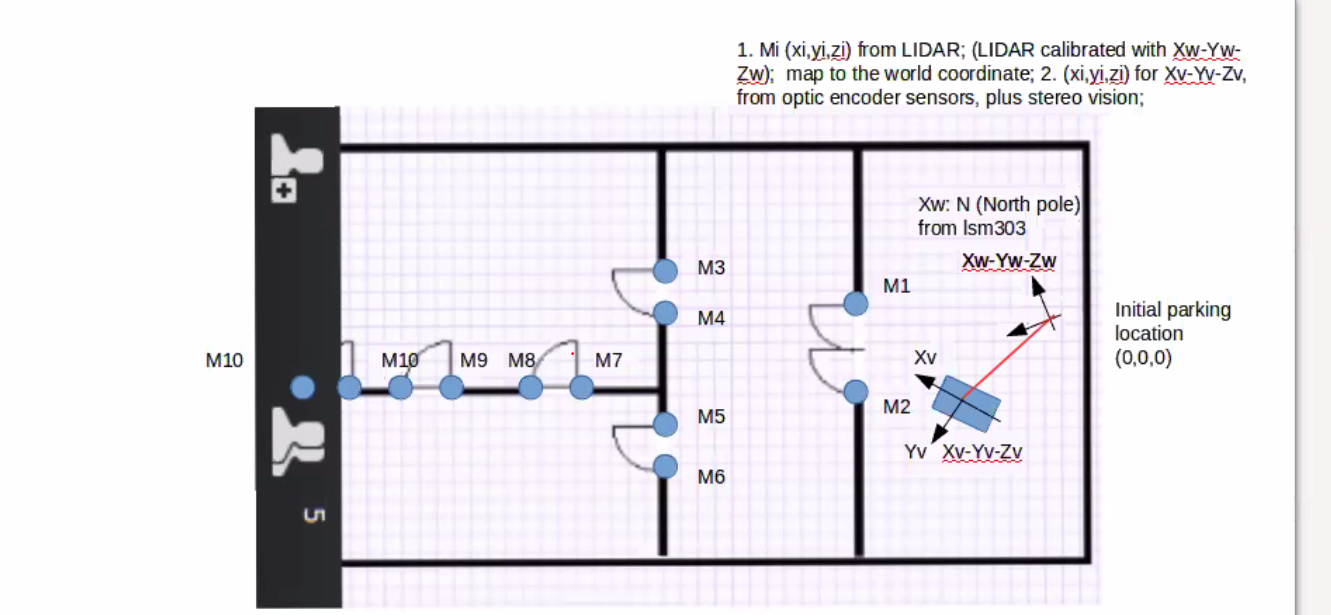 1. Mi (xi,yi,zi) from LIDAR; (LIDAR calibrated with Xw-Yw-
Zw); map to the world coordinate; 2. (xi,yi,zi) for Xv-Yv-Zv,
from optic encoder sensors, plus stereo vision;
Xw: N (North pole)
from lsm303
Xw-Yw-Zw
M3
M1
M4
Initial parking
location
(0,0,0)
M10
M10
M9
M8
M7
Xv
M2
M5
Yv
Xv-Yv-Zv
M6
5